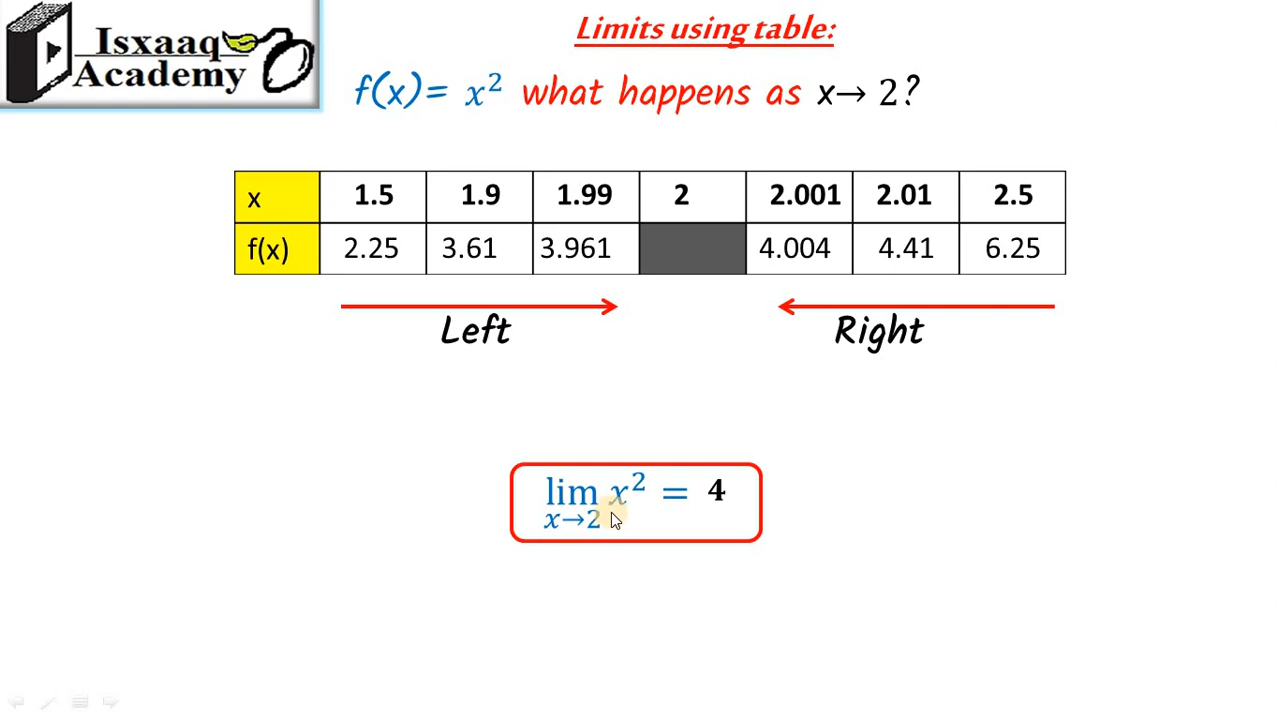 Isxaaq
Academy
Limits using table:
f(x)= x² what happens as x→ 2?
x 1.5 1.9 1.99 2 2.001 2.01 2.5
f(x) 2.25 3.61 3.961 4.004 4.41 6.25
Left Right
lim x² = 4
x→2